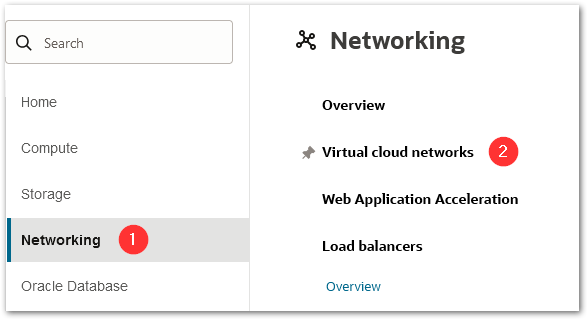 Search
Home
Compute
Storage
Networking 1
Oracle Database
Networking
Overview
Virtual cloud networks 2
Web Application Acceleration
Load balancers
Overview